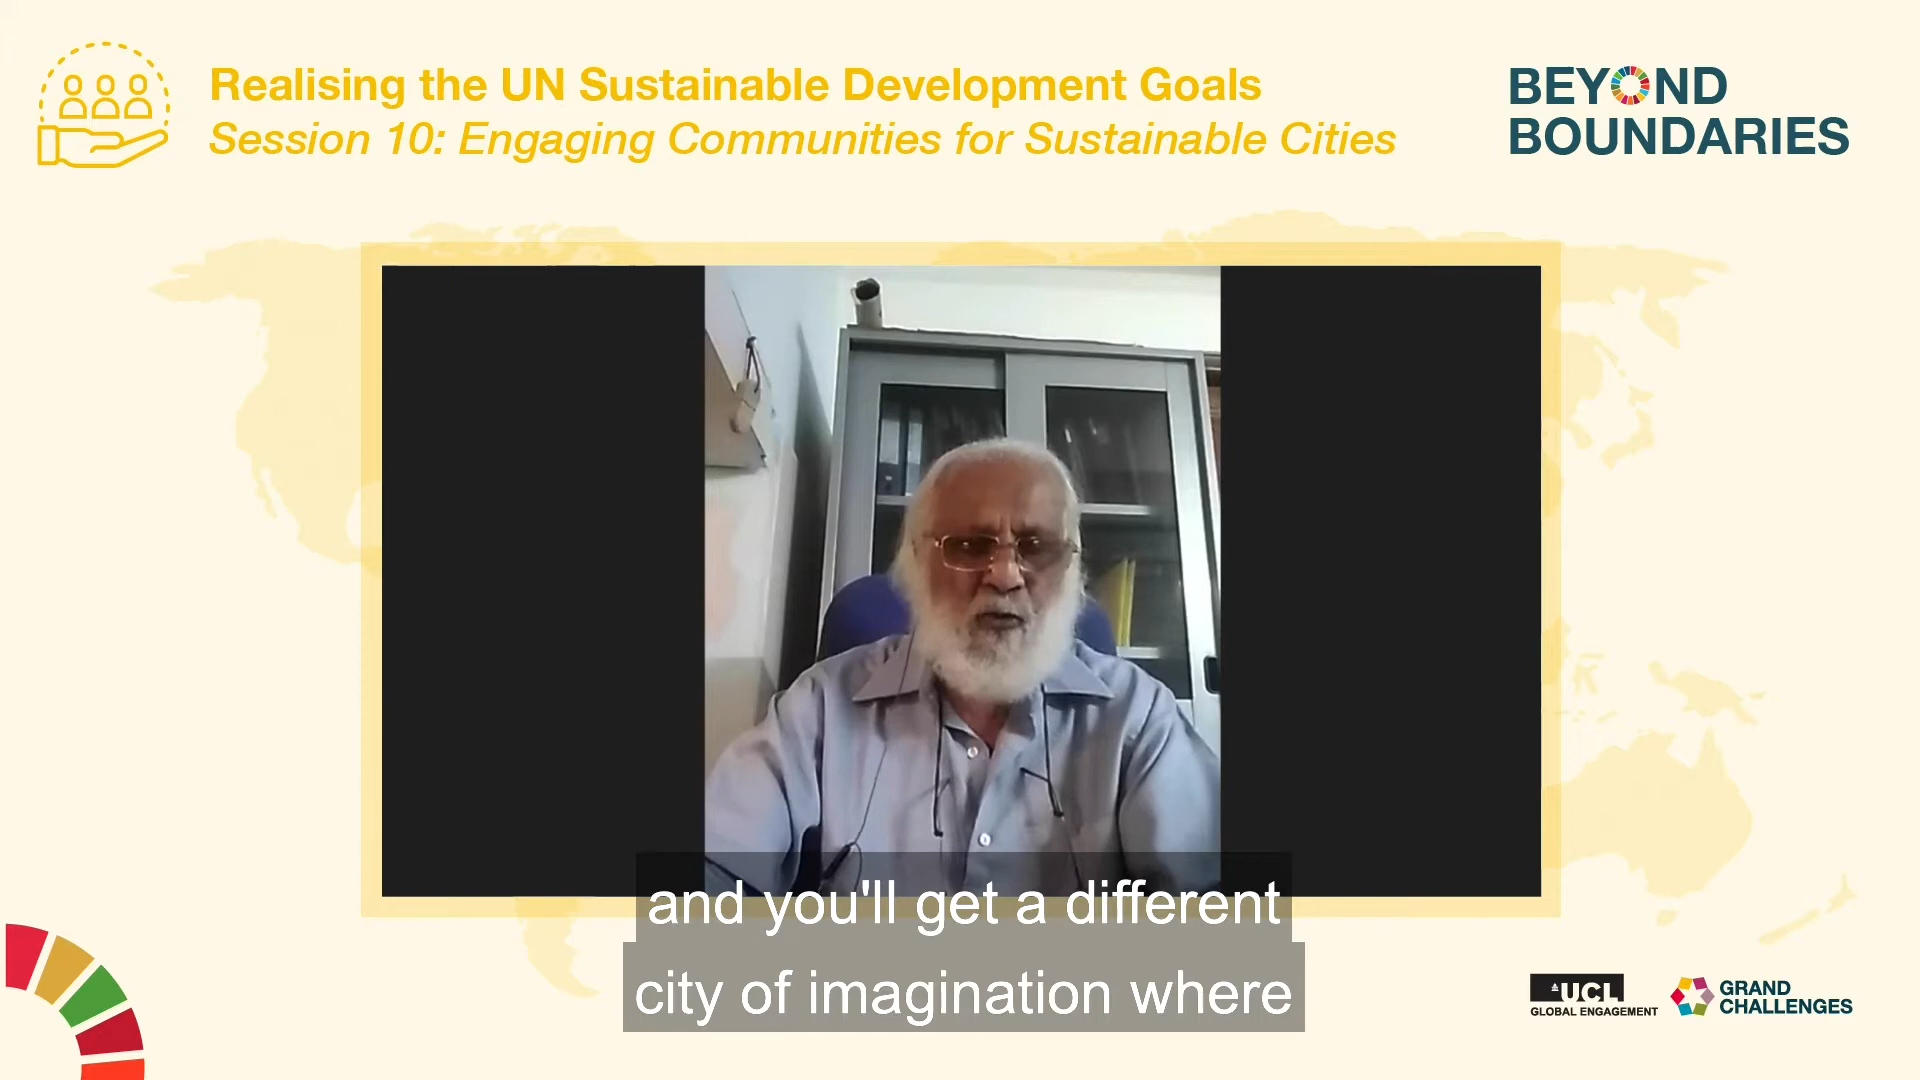 Realising the UN Sustainable Development Goals
Session 10: Engaging Communities for Sustainable Cities
BEYOND
BOUNDARIES
and you'll get a different
city of imagination where
UCL
GLOBAL ENGAGEMENT
GRAND
CHALLENGES